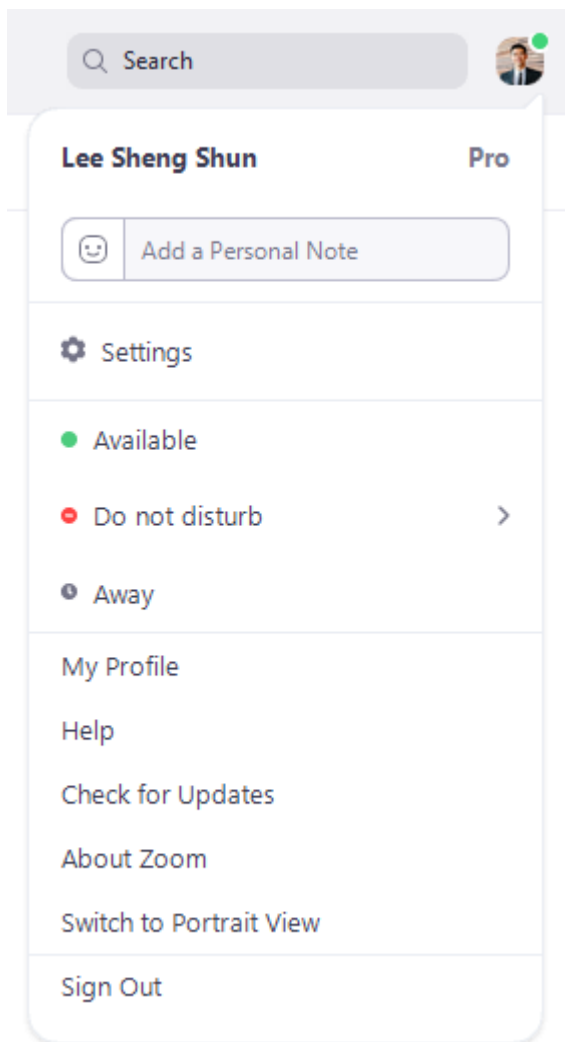 Search
Lee Sheng Shun Pro
Add a Personal Note
Settings
Available
Do not disturb
Away
My Profile
Help
Check for Updates
About Zoom
Switch to Portrait View
Sign Out